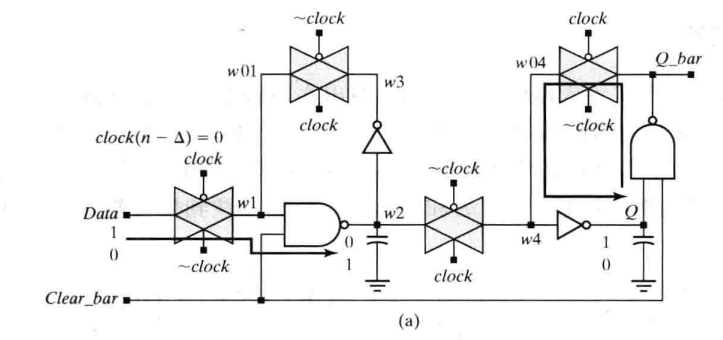 ~clock
clock
w01
w3
w04
Q_bar
clock
~clock
clock(n − Δ) = 0
clock
~clock
Data
w1
w2
w4
Q
1
0
0
1
1
0
~clock
clock
Clear_bar
(a)